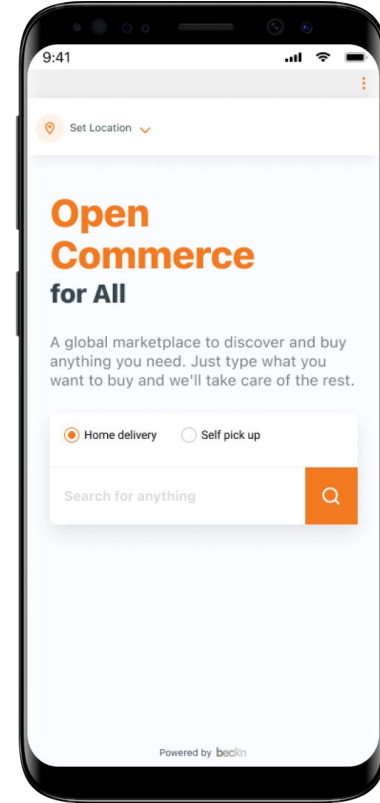 9:41
Set Location
Open
Commerce
for All
A global marketplace to discover and buy
anything you need. Just type what you
want to buy and we'll take care of the rest.
Home delivery Self pick up
Search for anything
Powered by beckn